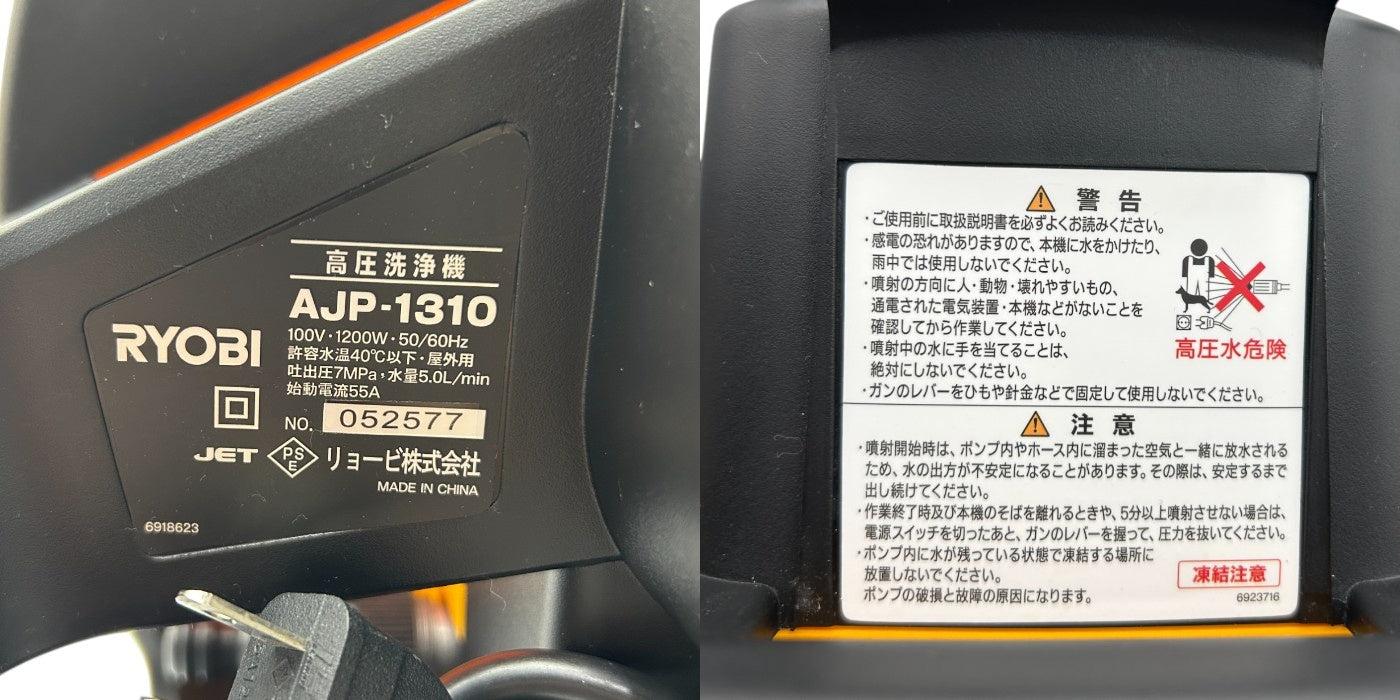 高圧洗浄機
AJP-1310
RYOBI
100V・1200W・50/60Hz
許容水温40℃以下・屋外用
吐出圧7MPa，水量5.0L/min
始動電流55A
NO. 052577
JET PSE リョービ株式会社
MADE IN CHINA
6918623
警告
・ご使用前に取扱説明書を必ずよくお読みください。
・感電の恐れがありますので、本機に水をかけたり、
雨中では使用しないでください。
・噴射の方向に人・動物・壊れやすいもの、
通電された電気装置・本機などがないことを
確認してから作業してください。
・噴射中の水に手を当てることは、
絶対にしないでください。
・ガンのレバーをひもや針金などで固定して使用しないでください。
高圧水危険
注意
・噴射開始時は、ポンプ内やホース内に溜まった空気と一緒に放水される
ため、水の出方が不安定になることがあります。その際は、安定するまで
出し続けてください。
・作業終了時及び本機のそばを離れるときや、5分以上噴射させない場合は、
電源スイッチを切ったあと、ガンのレバーを握って、圧力を抜いてください。
・ポンプ内に水が残っている状態で凍結する場所に
放置しないでください。
ポンプの破損と故障の原因になります。
凍結注意
6923716